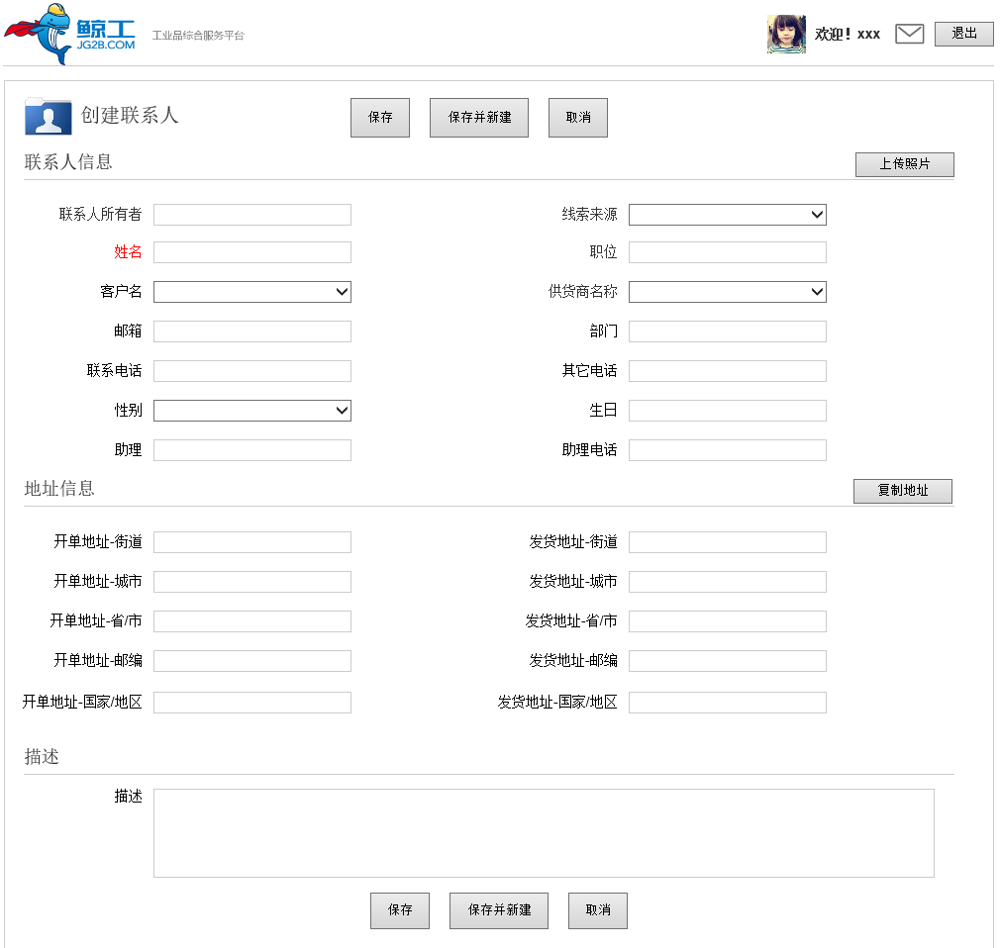 鲸工
JG2B.COM
工业品综合服务平台
欢迎！xxx
退出
创建联系人
保存
保存并新建
取消
联系人信息
上传照片
联系人所有者
线索来源
姓名
职位
客户名
供货商名称
邮箱
部门
联系电话
其它电话
性别
生日
助理
助理电话
地址信息
复制地址
开单地址-街道
发货地址-街道
开单地址-城市
发货地址-城市
开单地址-省/市
发货地址-省/市
开单地址-邮编
发货地址-邮编
开单地址-国家/地区
发货地址-国家/地区
描述
描述
保存
保存并新建
取消